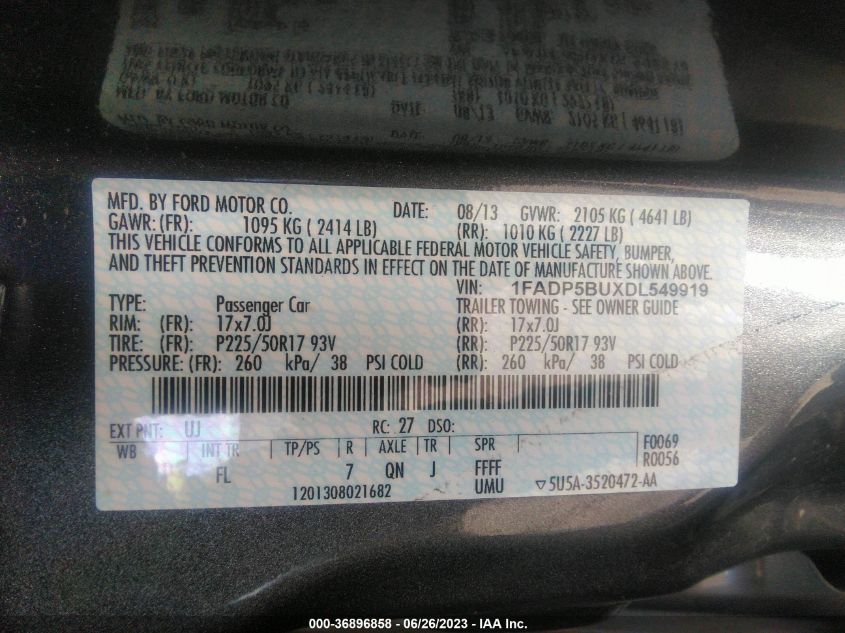 MFD. BY FORD MOTOR CO. DATE: 08/13 GVWR: 2105 KG ( 4641 LB)
GAWR: (FR): 1095 KG ( 2414 LB) (RR): 1010 KG ( 2227 LB)
THIS VEHICLE CONFORMS TO ALL APPLICABLE FEDERAL MOTOR VEHICLE SAFETY, BUMPER,
AND THEFT PREVENTION STANDARDS IN EFFECT ON THE DATE OF MANUFACTURE SHOWN ABOVE.
VIN: 1FADP5BUXDL549919
TYPE: Passenger Car TRAILER TOWING - SEE OWNER GUIDE
RIM: (FR): 17x7.0J (RR): 17x7.0J
TIRE: (FR): P225/50R17 93V (RR): P225/50R17 93V
PRESSURE: (FR): 260 kPa/ 38 PSI COLD (RR): 260 kPa/ 38 PSI COLD
EXT PNT: UJ RC: 27 DSO:
WB INT TR TP/PS R AXLE TR SPR F0069
FL 7 QN J FFFF R0056
1201308021682 UMU ▽5U5A-3520472-AA
000-36896858 - 06/26/2023 - IAA Inc.